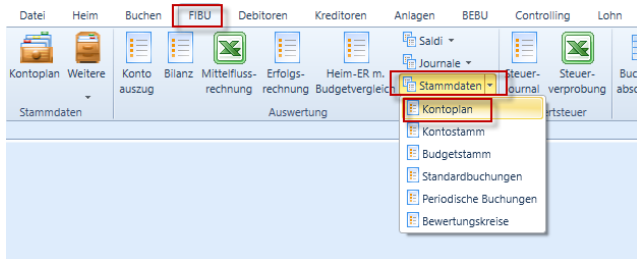 Datei Heim Buchen FIBU Debitoren Kreditoren Anlagen BEBU Controlling Lohn
Kontoplan Weitere Konto Bilanz Mittelfluss- Erfolgs- Heim-ER m. Saldi Steuer- Steuer-
auszug rechnung rechnung Budgetvergleich Journale journal verprobung
Stammdaten Auswertung Stammdaten
Kontoplan
Kontostamm
Budgetstamm
Standardbuchungen
Periodische Buchungen
Bewertungskreise